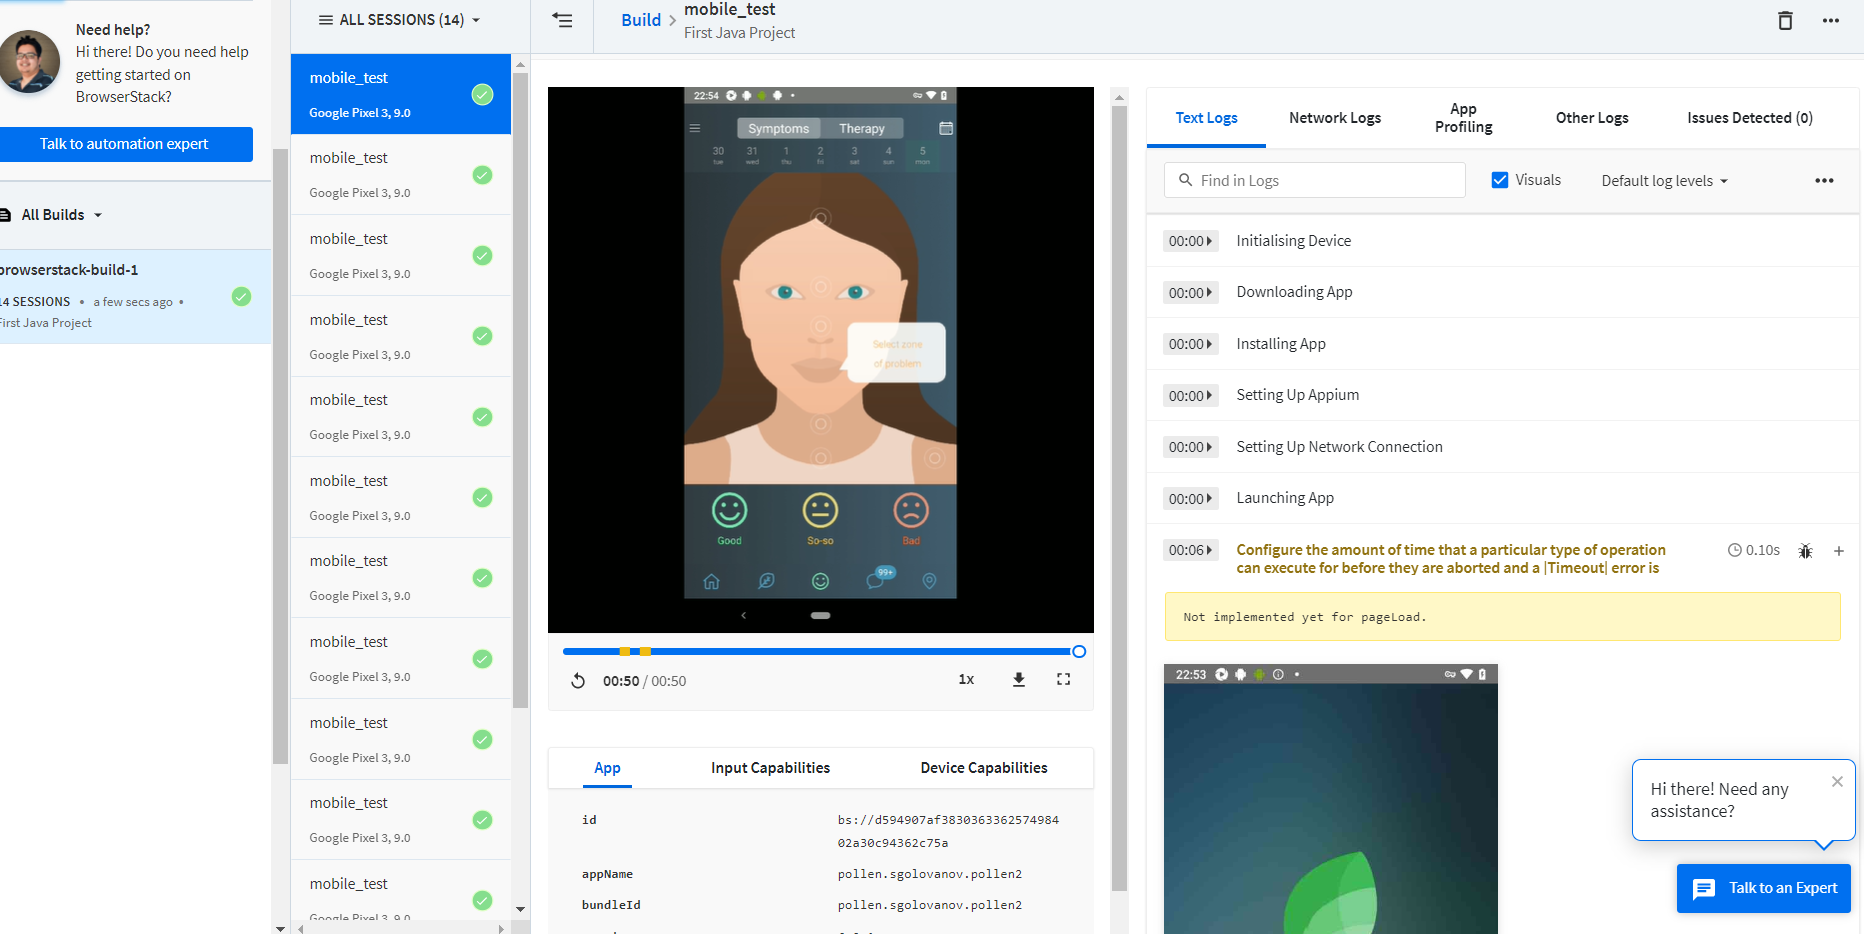 Need help?
Hi there! Do you need help
getting started on
BrowserStack?
Talk to automation expert
All Builds
browserstack-build-1
14 SESSIONS • a few secs ago •
First Java Project
ALL SESSIONS (14)
mobile_test
Google Pixel 3, 9.0
mobile_test
Google Pixel 3, 9.0
mobile_test
Google Pixel 3, 9.0
mobile_test
Google Pixel 3, 9.0
mobile_test
Google Pixel 3, 9.0
mobile_test
Google Pixel 3, 9.0
mobile_test
Google Pixel 3, 9.0
mobile_test
Google Pixel 3, 9.0
mobile_test
Google Pixel 3, 9.0
mobile_test
Google Pixel 3, 9.0
mobile_test
Google Pixel 3, 9.0
Build > mobile_test
First Java Project
22:54
Symptoms Therapy
30 31 1 2 3 4 5
tue wed thu fri sat sun mon
Select zone
of problem
Good So-so Bad
99+
00:50 / 00:50 1x
App Input Capabilities Device Capabilities
id bs://d594907af3830363362574984
02a30c94362c75a
appName pollen.sgolovanov.pollen2
bundleId pollen.sgolovanov.pollen2
Text Logs Network Logs App Profiling Other Logs Issues Detected (0)
Find in Logs Visuals Default log levels
00:00 Initialising Device
00:00 Downloading App
00:00 Installing App
00:00 Setting Up Appium
00:00 Setting Up Network Connection
00:00 Launching App
00:06 Configure the amount of time that a particular type of operation 0.10s
can execute for before they are aborted and a |Timeout| error is
Not implemented yet for pageLoad.
22:53
Hi there! Need any
assistance?
Talk to an Expert